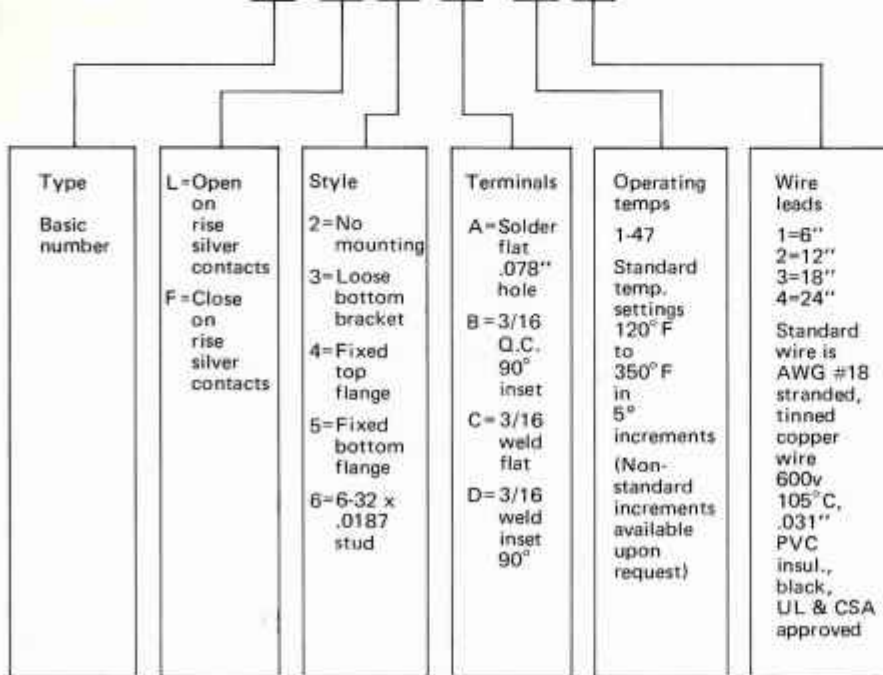 Type
Basic
number
L=Open
on
rise
silver
contacts
F=Close
on
rise
silver
contacts
Style
2=No
mounting
3=Loose
bottom
bracket
4=Fixed
top
flange
5=Fixed
bottom
flange
6=6-32 x
.0187
stud
Terminals
A=Solder
flat
.078"
hole
B=3/16
Q.C.
90°
inset
C=3/16
weld
flat
D=3/16
weld
inset
90°
Operating
temps
1-47
Standard
temp.
settings
120°F
to
350°F
in
5°
increments
(Non-
standard
increments
available
upon
request)
Wire
leads
1=6"
2=12"
3=18"
4=24"
Standard
wire is
AWG #18
stranded,
tinned
copper
wire
600v
105°C,
.031"
PVC
insul.,
black,
UL & CSA
approved